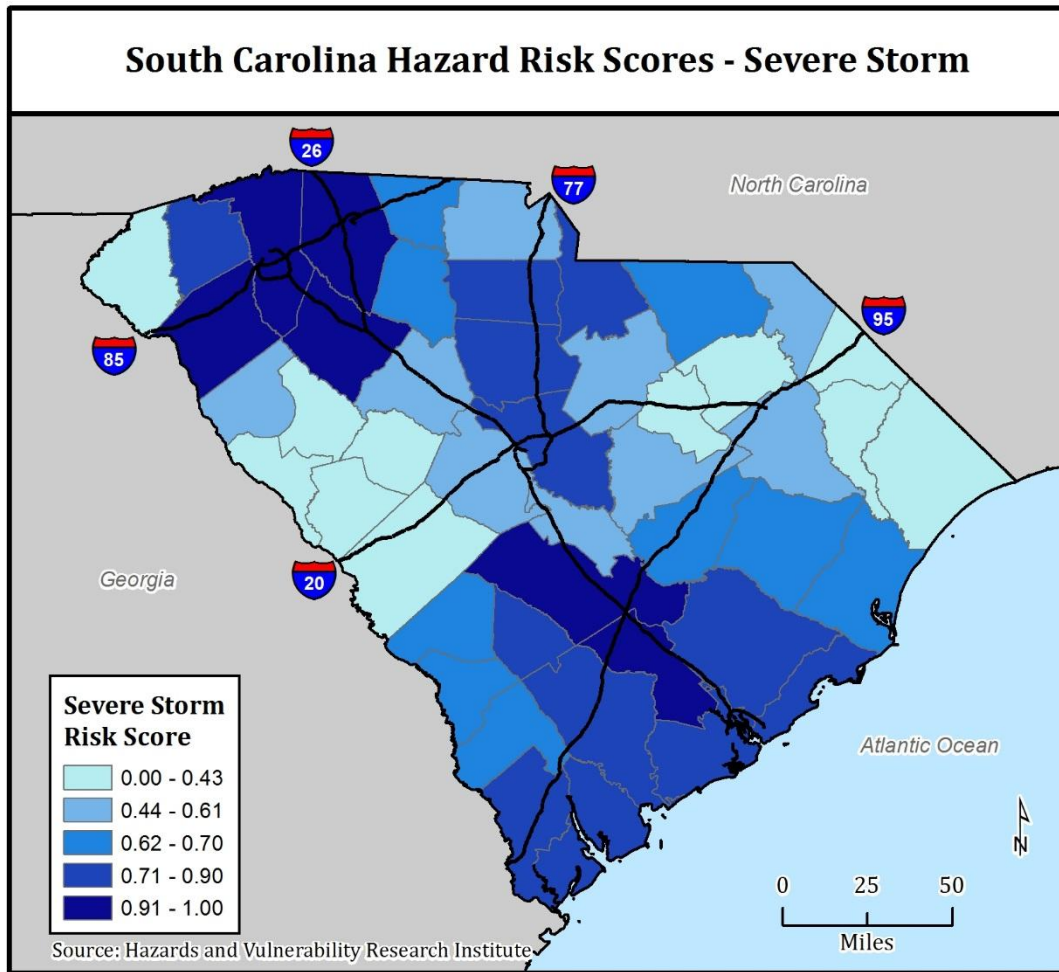 South Carolina Hazard Risk Scores - Severe Storm
26
77
North Carolina
95
85
20
Georgia
Atlantic Ocean
Severe Storm
Risk Score
0.00 - 0.43
0.44 - 0.61
0.62 - 0.70
0.71 - 0.90
0.91 - 1.00
N
0 25 50
Miles
Source: Hazards and Vulnerability Research Institute